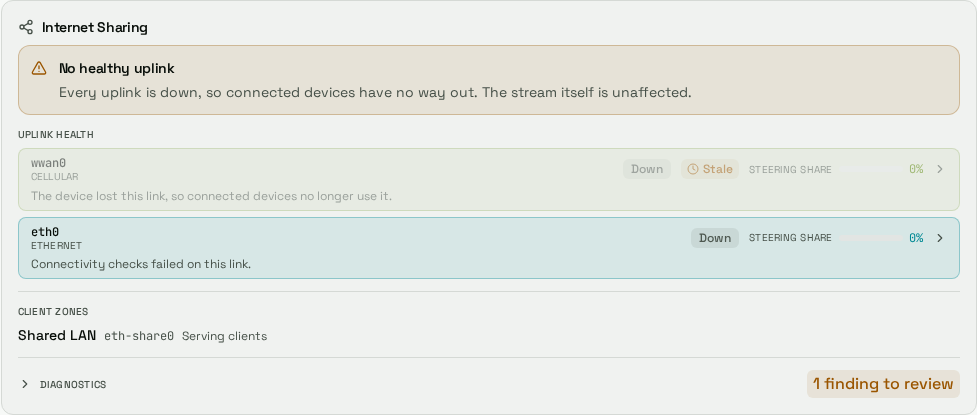 Internet Sharing
No healthy uplink
Every uplink is down, so connected devices have no way out. The stream itself is unaffected.
UPLINK HEALTH
wwan0
CELLULAR
Down
Stale
STEERING SHARE
0%
The device lost this link, so connected devices no longer use it.
eth0
ETHERNET
Down
STEERING SHARE
0%
Connectivity checks failed on this link.
CLIENT ZONES
Shared LAN eth-share0 Serving clients
DIAGNOSTICS
1 finding to review